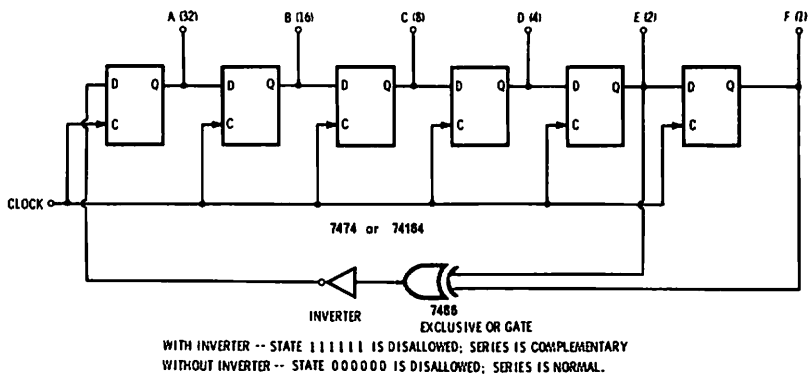 A (32) B (16) C (8) D (4) E (2) F (1)
D Q D Q D Q D Q D Q D Q
C C C C C C
CLOCK
7474 or 74164
INVERTER
7486
EXCLUSIVE OR GATE
WITH INVERTER -- STATE 111111 IS DISALLOWED; SERIES IS COMPLEMENTARY
WITHOUT INVERTER -- STATE 000000 IS DISALLOWED; SERIES IS NORMAL.